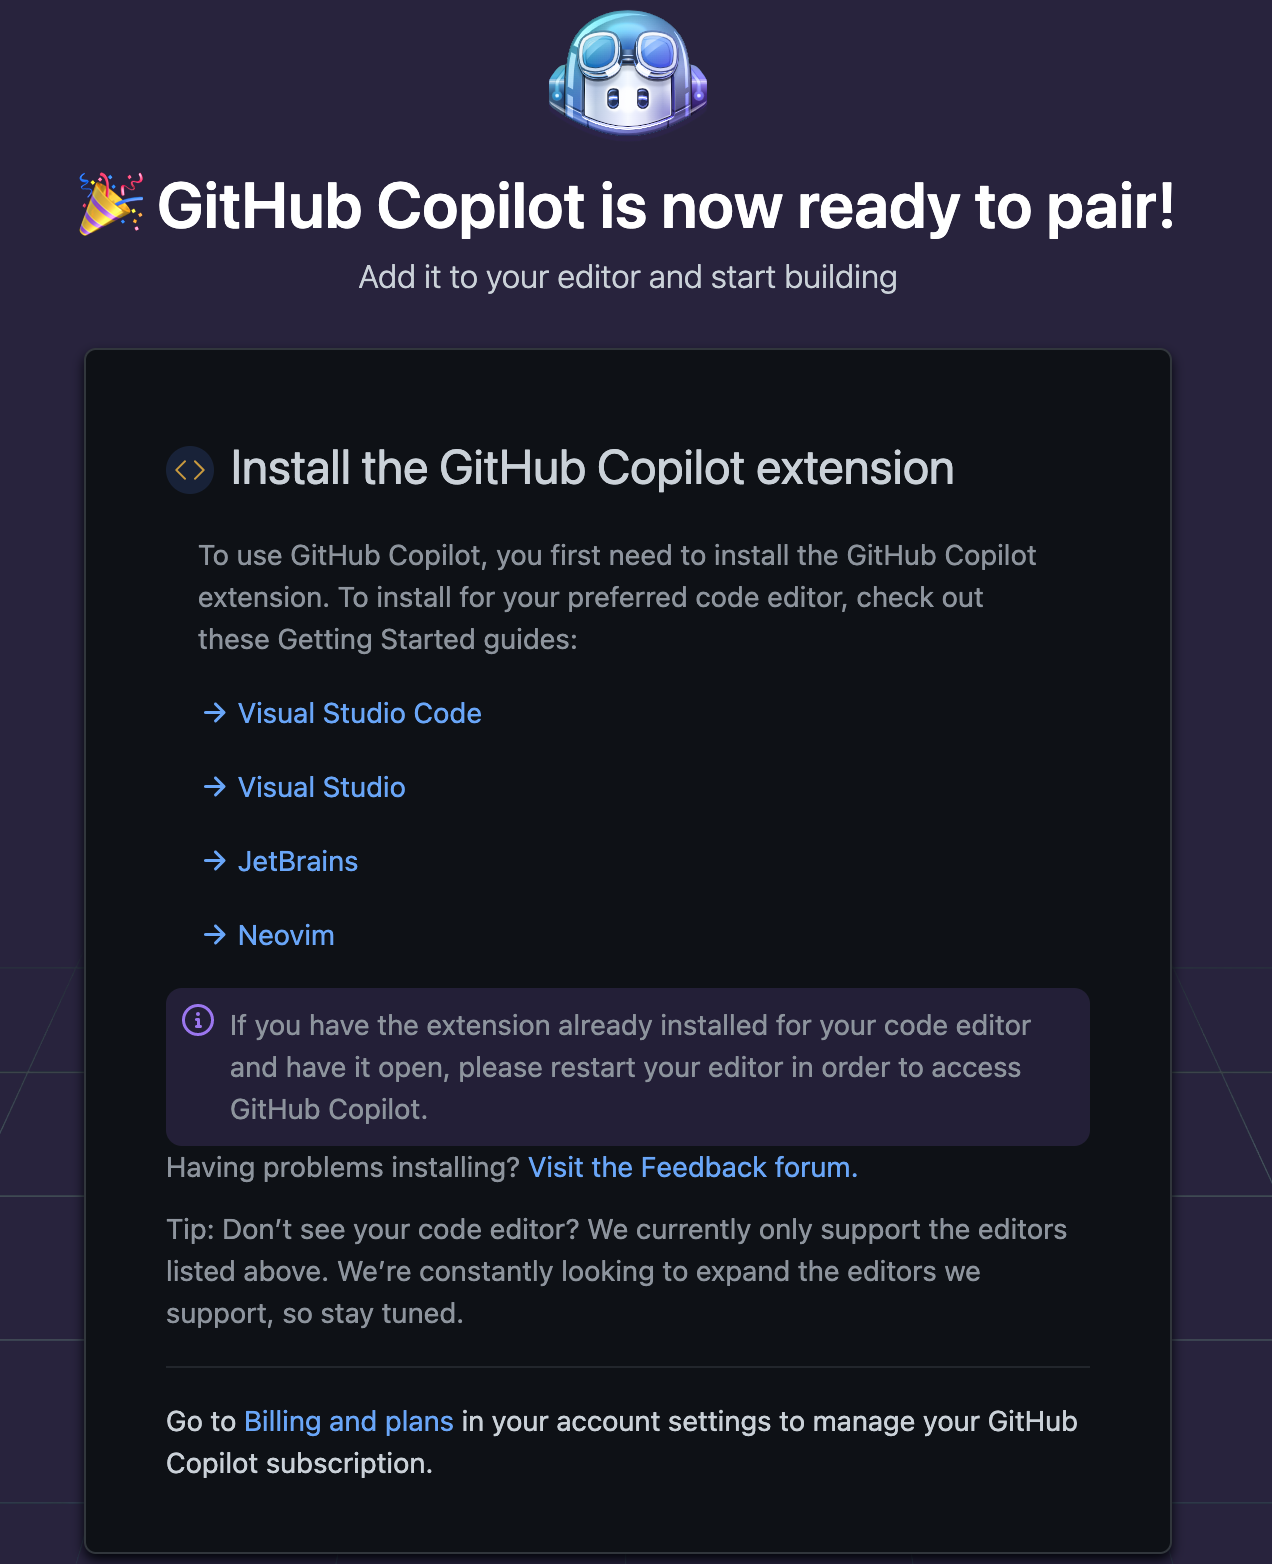 GitHub Copilot is now ready to pair!
Add it to your editor and start building
Install the GitHub Copilot extension
To use GitHub Copilot, you first need to install the GitHub Copilot
extension. To install for your preferred code editor, check out
these Getting Started guides:
→ Visual Studio Code
→ Visual Studio
→ JetBrains
→ Neovim
If you have the extension already installed for your code editor
and have it open, please restart your editor in order to access
GitHub Copilot.
Having problems installing? Visit the Feedback forum.
Tip: Don’t see your code editor? We currently only support the editors
listed above. We’re constantly looking to expand the editors we
support, so stay tuned.
Go to Billing and plans in your account settings to manage your GitHub
Copilot subscription.